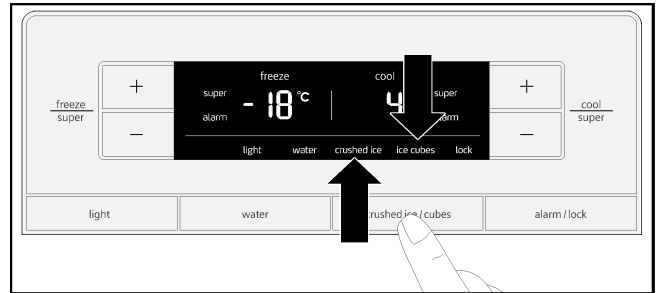 freeze cool
super super
- 18 °C 4
alarm alarm
light water crushed ice ice cubes lock
+ +
freeze cool
super super
− −
light water crushed ice / cubes alarm / lock